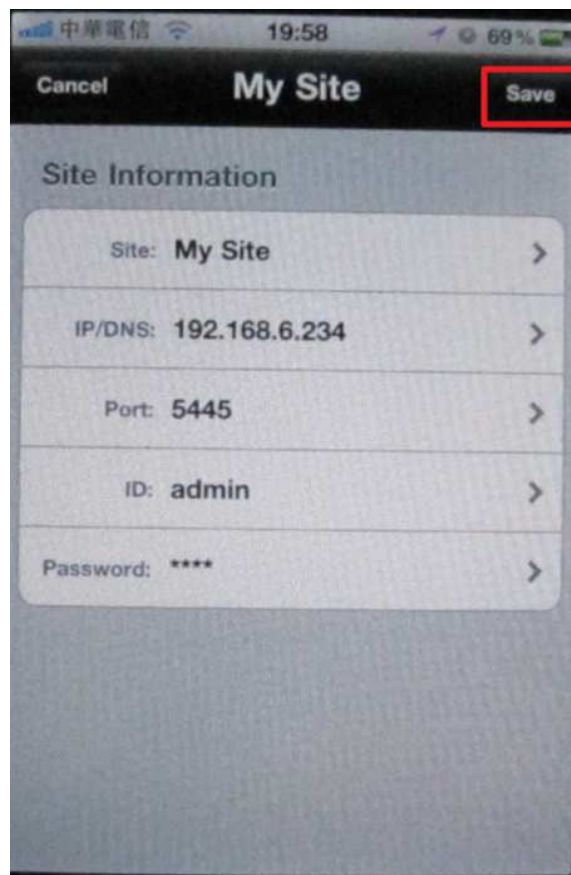 中華電信 19:58 69%
Cancel My Site Save
Site Information
Site: My Site
IP/DNS: 192.168.6.234
Port: 5445
ID: admin
Password: ****